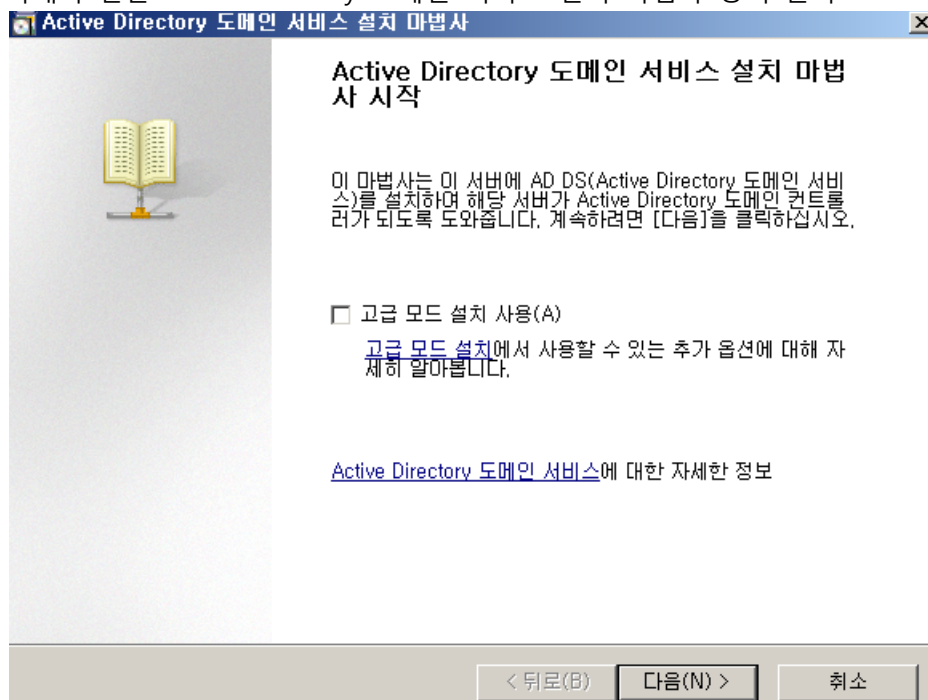 Active Directory 도메인 서비스 설치 마법사
Active Directory 도메인 서비스 설치 마법
사 시작
이 마법사는 이 서버에 AD DS(Active Directory 도메인 서비
스)를 설치하여 해당 서버가 Active Directory 도메인 컨트롤
러가 되도록 도와줍니다. 계속하려면 [다음]을 클릭하십시오.
고급 모드 설치 사용(A)
고급 모드 설치에서 사용할 수 있는 추가 옵션에 대해 자
세히 알아봅니다.
Active Directory 도메인 서비스에 대한 자세한 정보
< 뒤로(B) 다음(N) > 취소